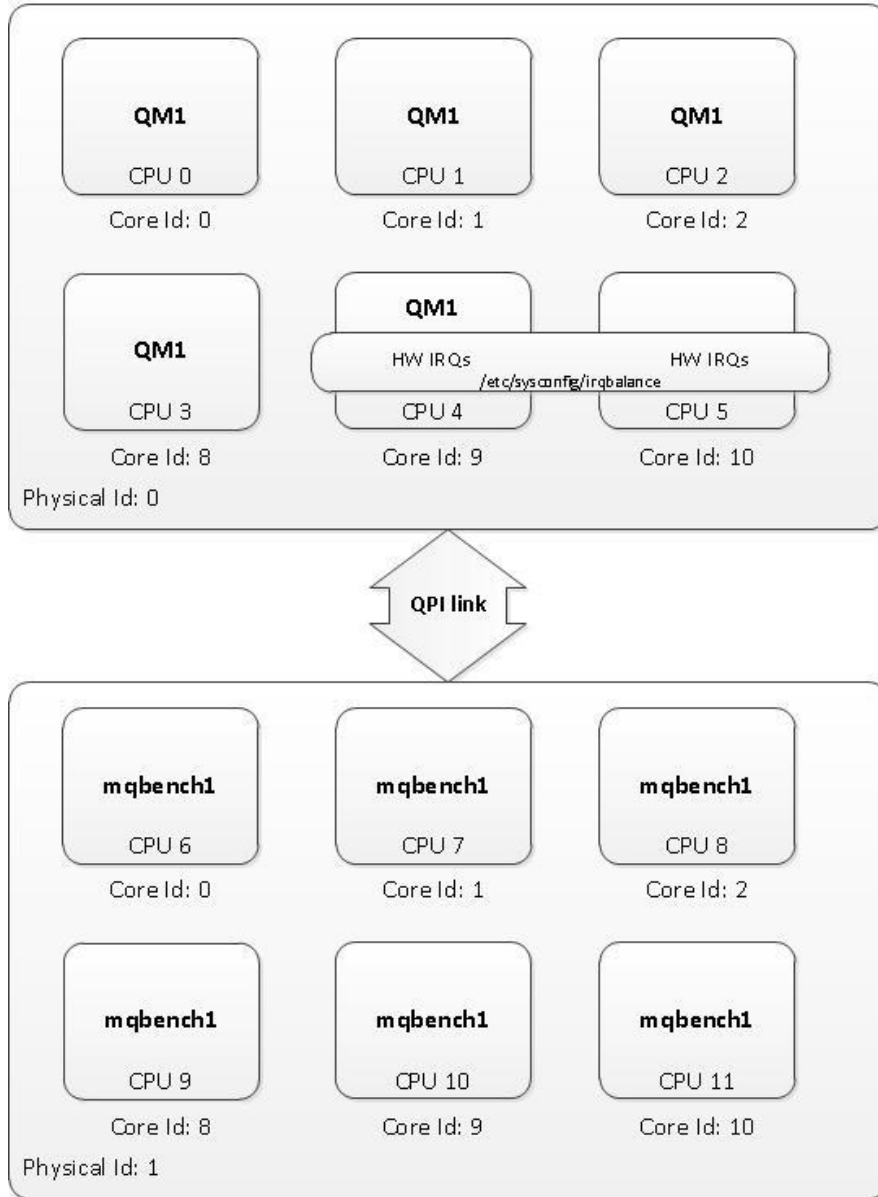 QM1
QM1
QM1
CPU 0
CPU 1
CPU 2
Core Id: 0
Core Id: 1
Core Id: 2
QM1
QM1
HW IRQs
HW IRQs
/etc/sysconfig/irqbalance
CPU 3
CPU 4
CPU 5
Core Id: 8
Core Id: 9
Core Id: 10
Physical Id: 0
QPI link
mqbench1
mqbench1
mqbench1
CPU 6
CPU 7
CPU 8
Core Id: 0
Core Id: 1
Core Id: 2
mqbench1
mqbench1
mqbench1
CPU 9
CPU 10
CPU 11
Core Id: 8
Core Id: 9
Core Id: 10
Physical Id: 1